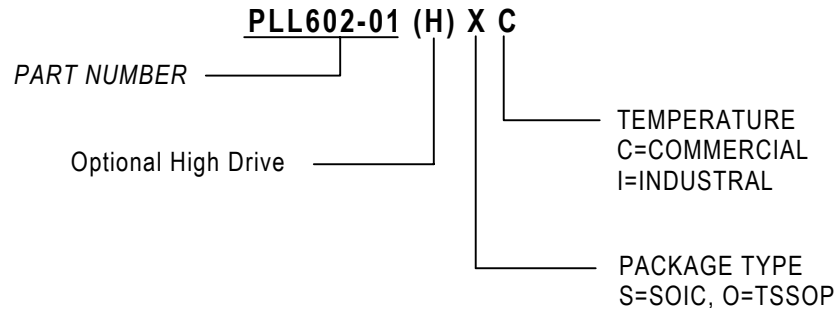 PLL602-01 (H) X C
PART NUMBER
TEMPERATURE
C=COMMERCIAL
I=INDUSTRAL
Optional High Drive
PACKAGE TYPE
S=SOIC, O=TSSOP